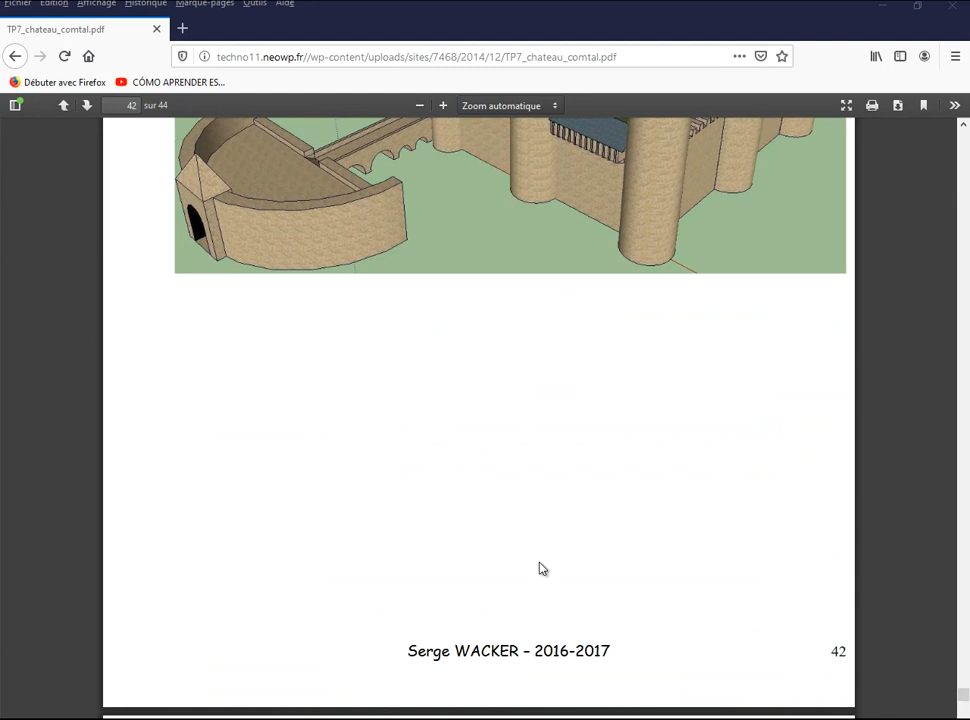 Fichier Edition Affichage Historique Marque-pages Outils Aide
TP7_chateau_comtal.pdf
techno11.neowp.fr//wp-content/uploads/sites/7468/2014/12/TP7_chateau_comtal.pdf
Débuter avec Firefox CÓMO APRENDER ES...
42 sur 44 Zoom automatique
Serge WACKER – 2016-2017 42